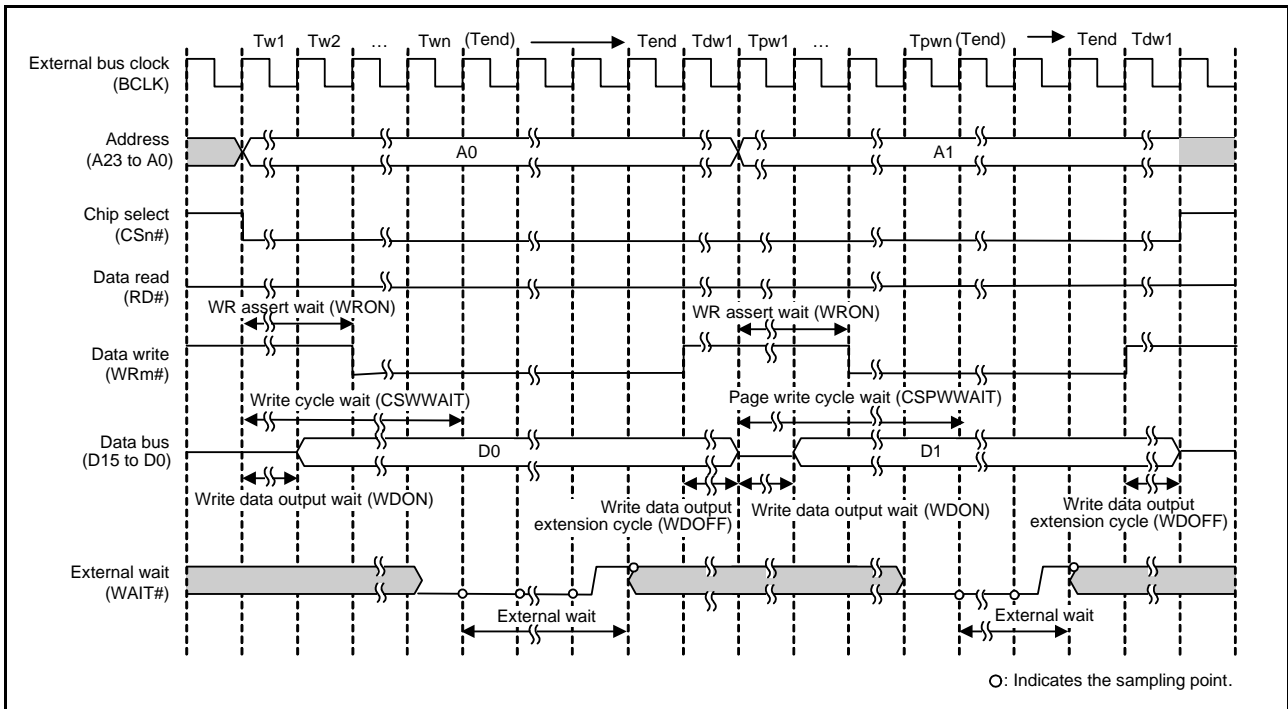 Tw1 Tw2 … Twn (Tend) Tend Tdw1 Tpw1 … Tpwn (Tend) Tend Tdw1
External bus clock
(BCLK)
Address
(A23 to A0)
A0
A1
Chip select
(CSn#)
Data read
(RD#)
WR assert wait (WRON)
WR assert wait (WRON)
Data write
(WRm#)
Write cycle wait (CSWWAIT)
Page write cycle wait (CSPWWAIT)
Data bus
(D15 to D0)
D0
D1
Write data output wait (WDON)
Write data output
extension cycle (WDOFF)
Write data output wait (WDON)
Write data output
extension cycle (WDOFF)
External wait
(WAIT#)
External wait
External wait
: Indicates the sampling point.